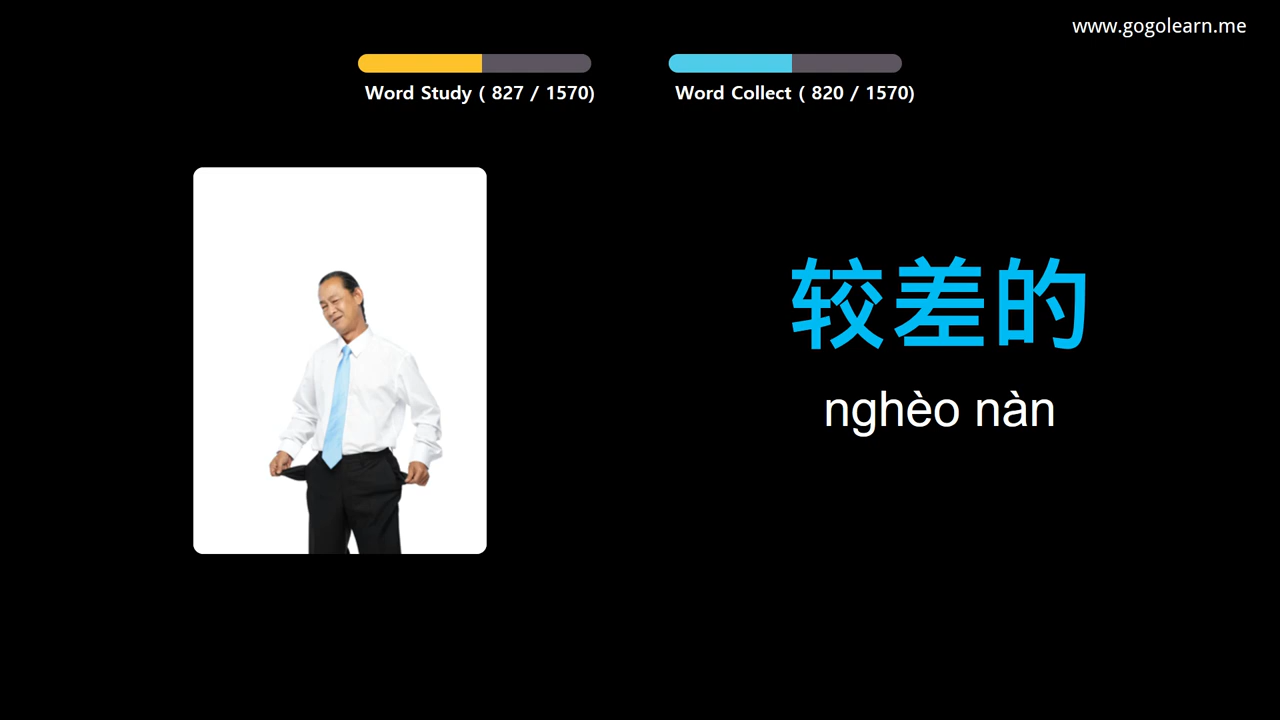 www.gogolearn.me
Word Study ( 827 / 1570)
Word Collect ( 820 / 1570)
较差的
nghèo nàn